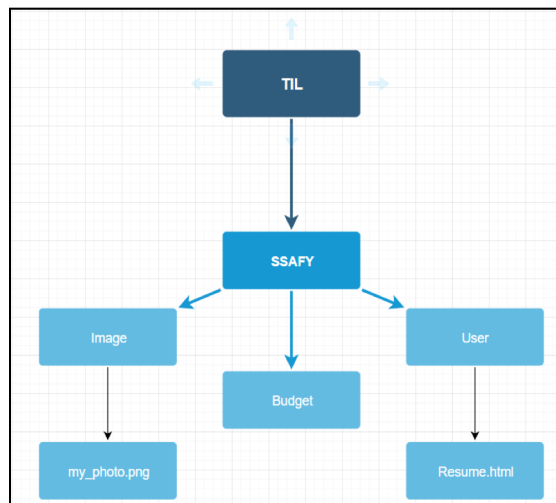 TIL
SSAFY
Image
User
Budget
my_photo.png
Resume.html